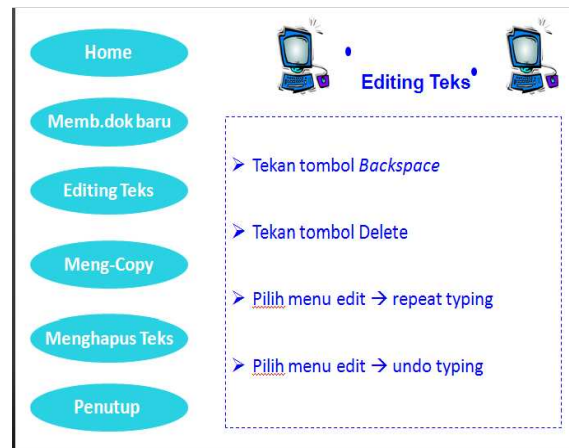 Home
Memb.dok baru
Editing Teks
Meng-Copy
Menghapus Teks
Penutup
Editing Teks
➢ Tekan tombol Backspace
➢ Tekan tombol Delete
➢ Pilih menu edit → repeat typing
➢ Pilih menu edit → undo typing